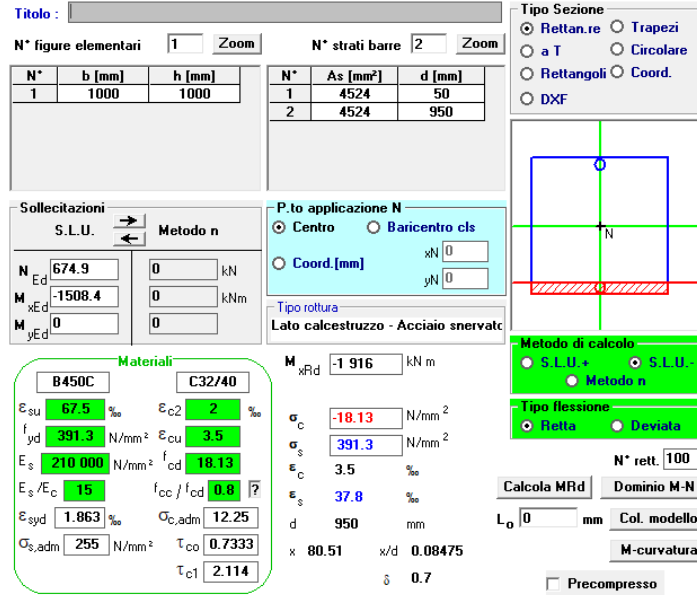 Titolo :
N° figure elementari 1 Zoom
N° strati barre 2 Zoom
N° b [mm] h [mm]
1 1000 1000
N° As [mm²] d [mm]
1 4524 50
2 4524 950
Tipo Sezione
Rettan.re Trapezi
a T Circolare
Rettangoli Coord.
DXF
N
Sollecitazioni
S.L.U. Metodo n
N Ed 674.9 0 kN
M xEd -1508.4 0 kNm
M yEd 0 0
P.to applicazione N
Centro Baricentro cls
Coord.[mm] xN 0
yN 0
Tipo rottura
Lato calcestruzzo - Acciaio snervato
Metodo di calcolo
S.L.U.+ S.L.U.-
Metodo n
Tipo flessione
Retta Deviata
Materiali
B450C C32/40
εsu 67.5 ‰ εc2 2 ‰
fyd 391.3 N/mm² εcu 3.5
Es 210 000 N/mm² fcd 18.13
Es/Ec 15 fcc / fcd 0.8 ?
εsyd 1.863 ‰ σc,adm 12.25
σs,adm 255 N/mm² τco 0.7333
τc1 2.114
M xRd -1 916 kN m
σc -18.13 N/mm²
σs 391.3 N/mm²
εc 3.5 ‰
εs 37.8 ‰
d 950 mm
x 80.51 x/d 0.08475
δ 0.7
N° rett. 100
Calcola MRd Dominio M-N
Lo 0 mm Col. modello
M-curvatura
Precompresso